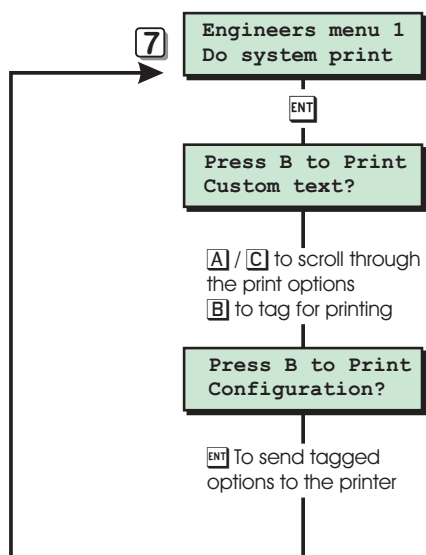 7
Engineers menu 1
Do system print
ENT
Press B to Print
Custom text?
A / C to scroll through
the print options
B to tag for printing
Press B to Print
Configuration?
ENT To send tagged
options to the printer